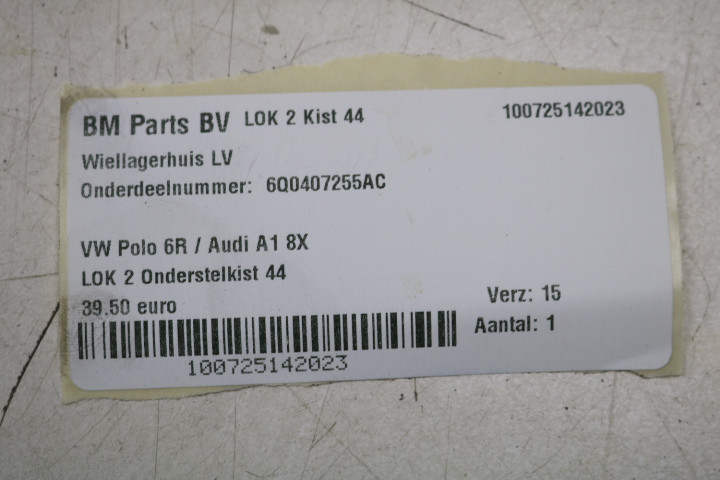 BM Parts BV LOK 2 Kist 44 100725142023
Wiellagerhuis LV
Onderdeelnummer: 6Q0407255AC
VW Polo 6R / Audi A1 8X
LOK 2 Onderstelkist 44
39.50 euro Verz: 15
Aantal: 1
100725142023